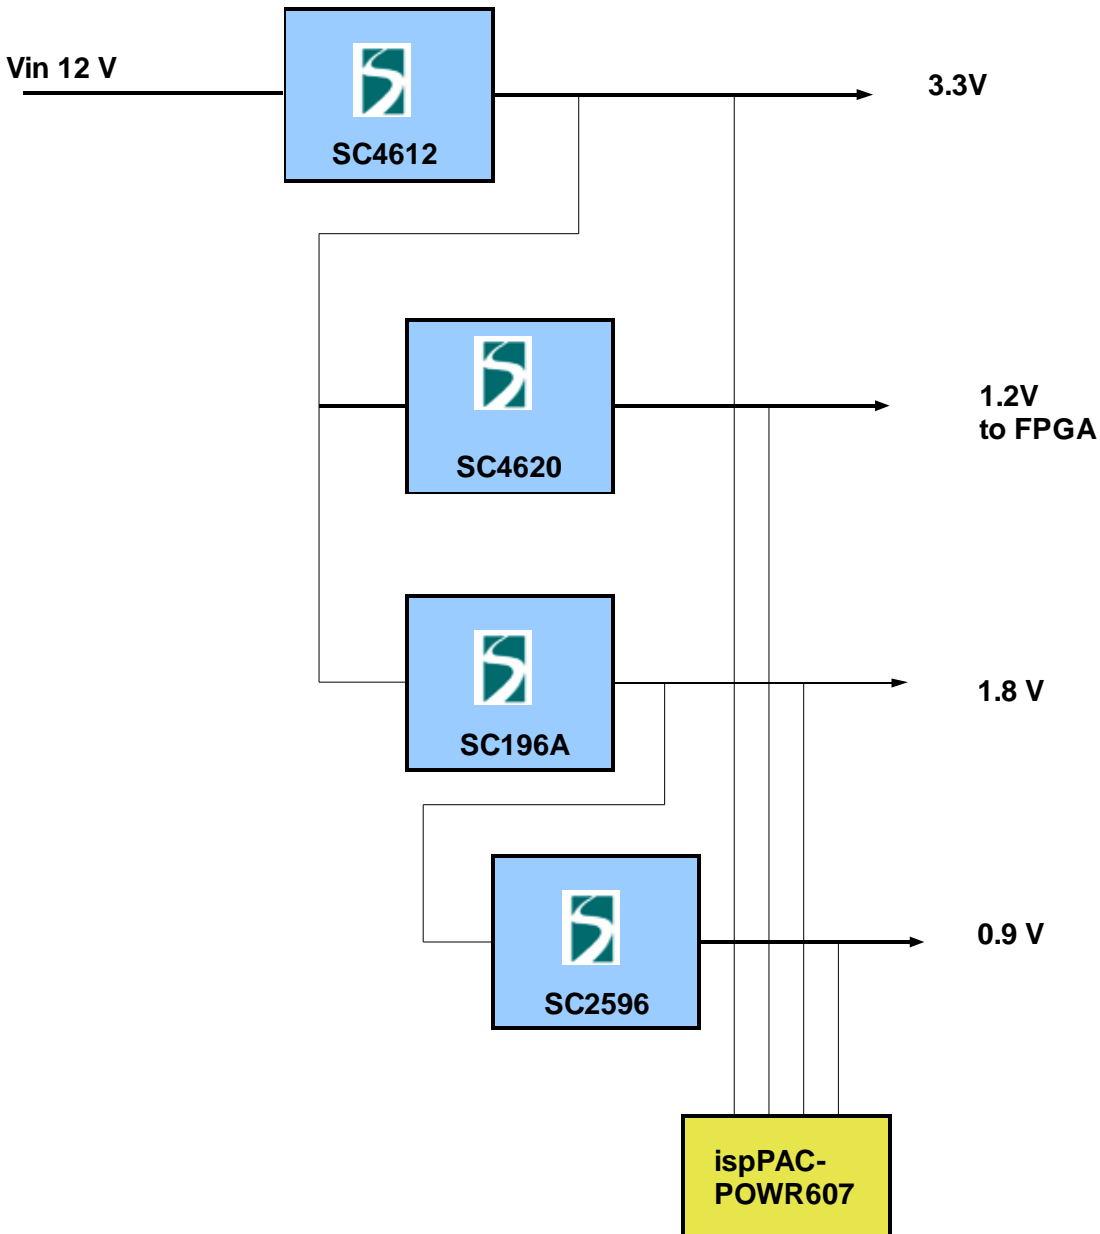 Vin 12 V
SC4612
3.3V
SC4620
1.2V
to FPGA
SC196A
1.8 V
SC2596
0.9 V
ispPAC-
POWR607